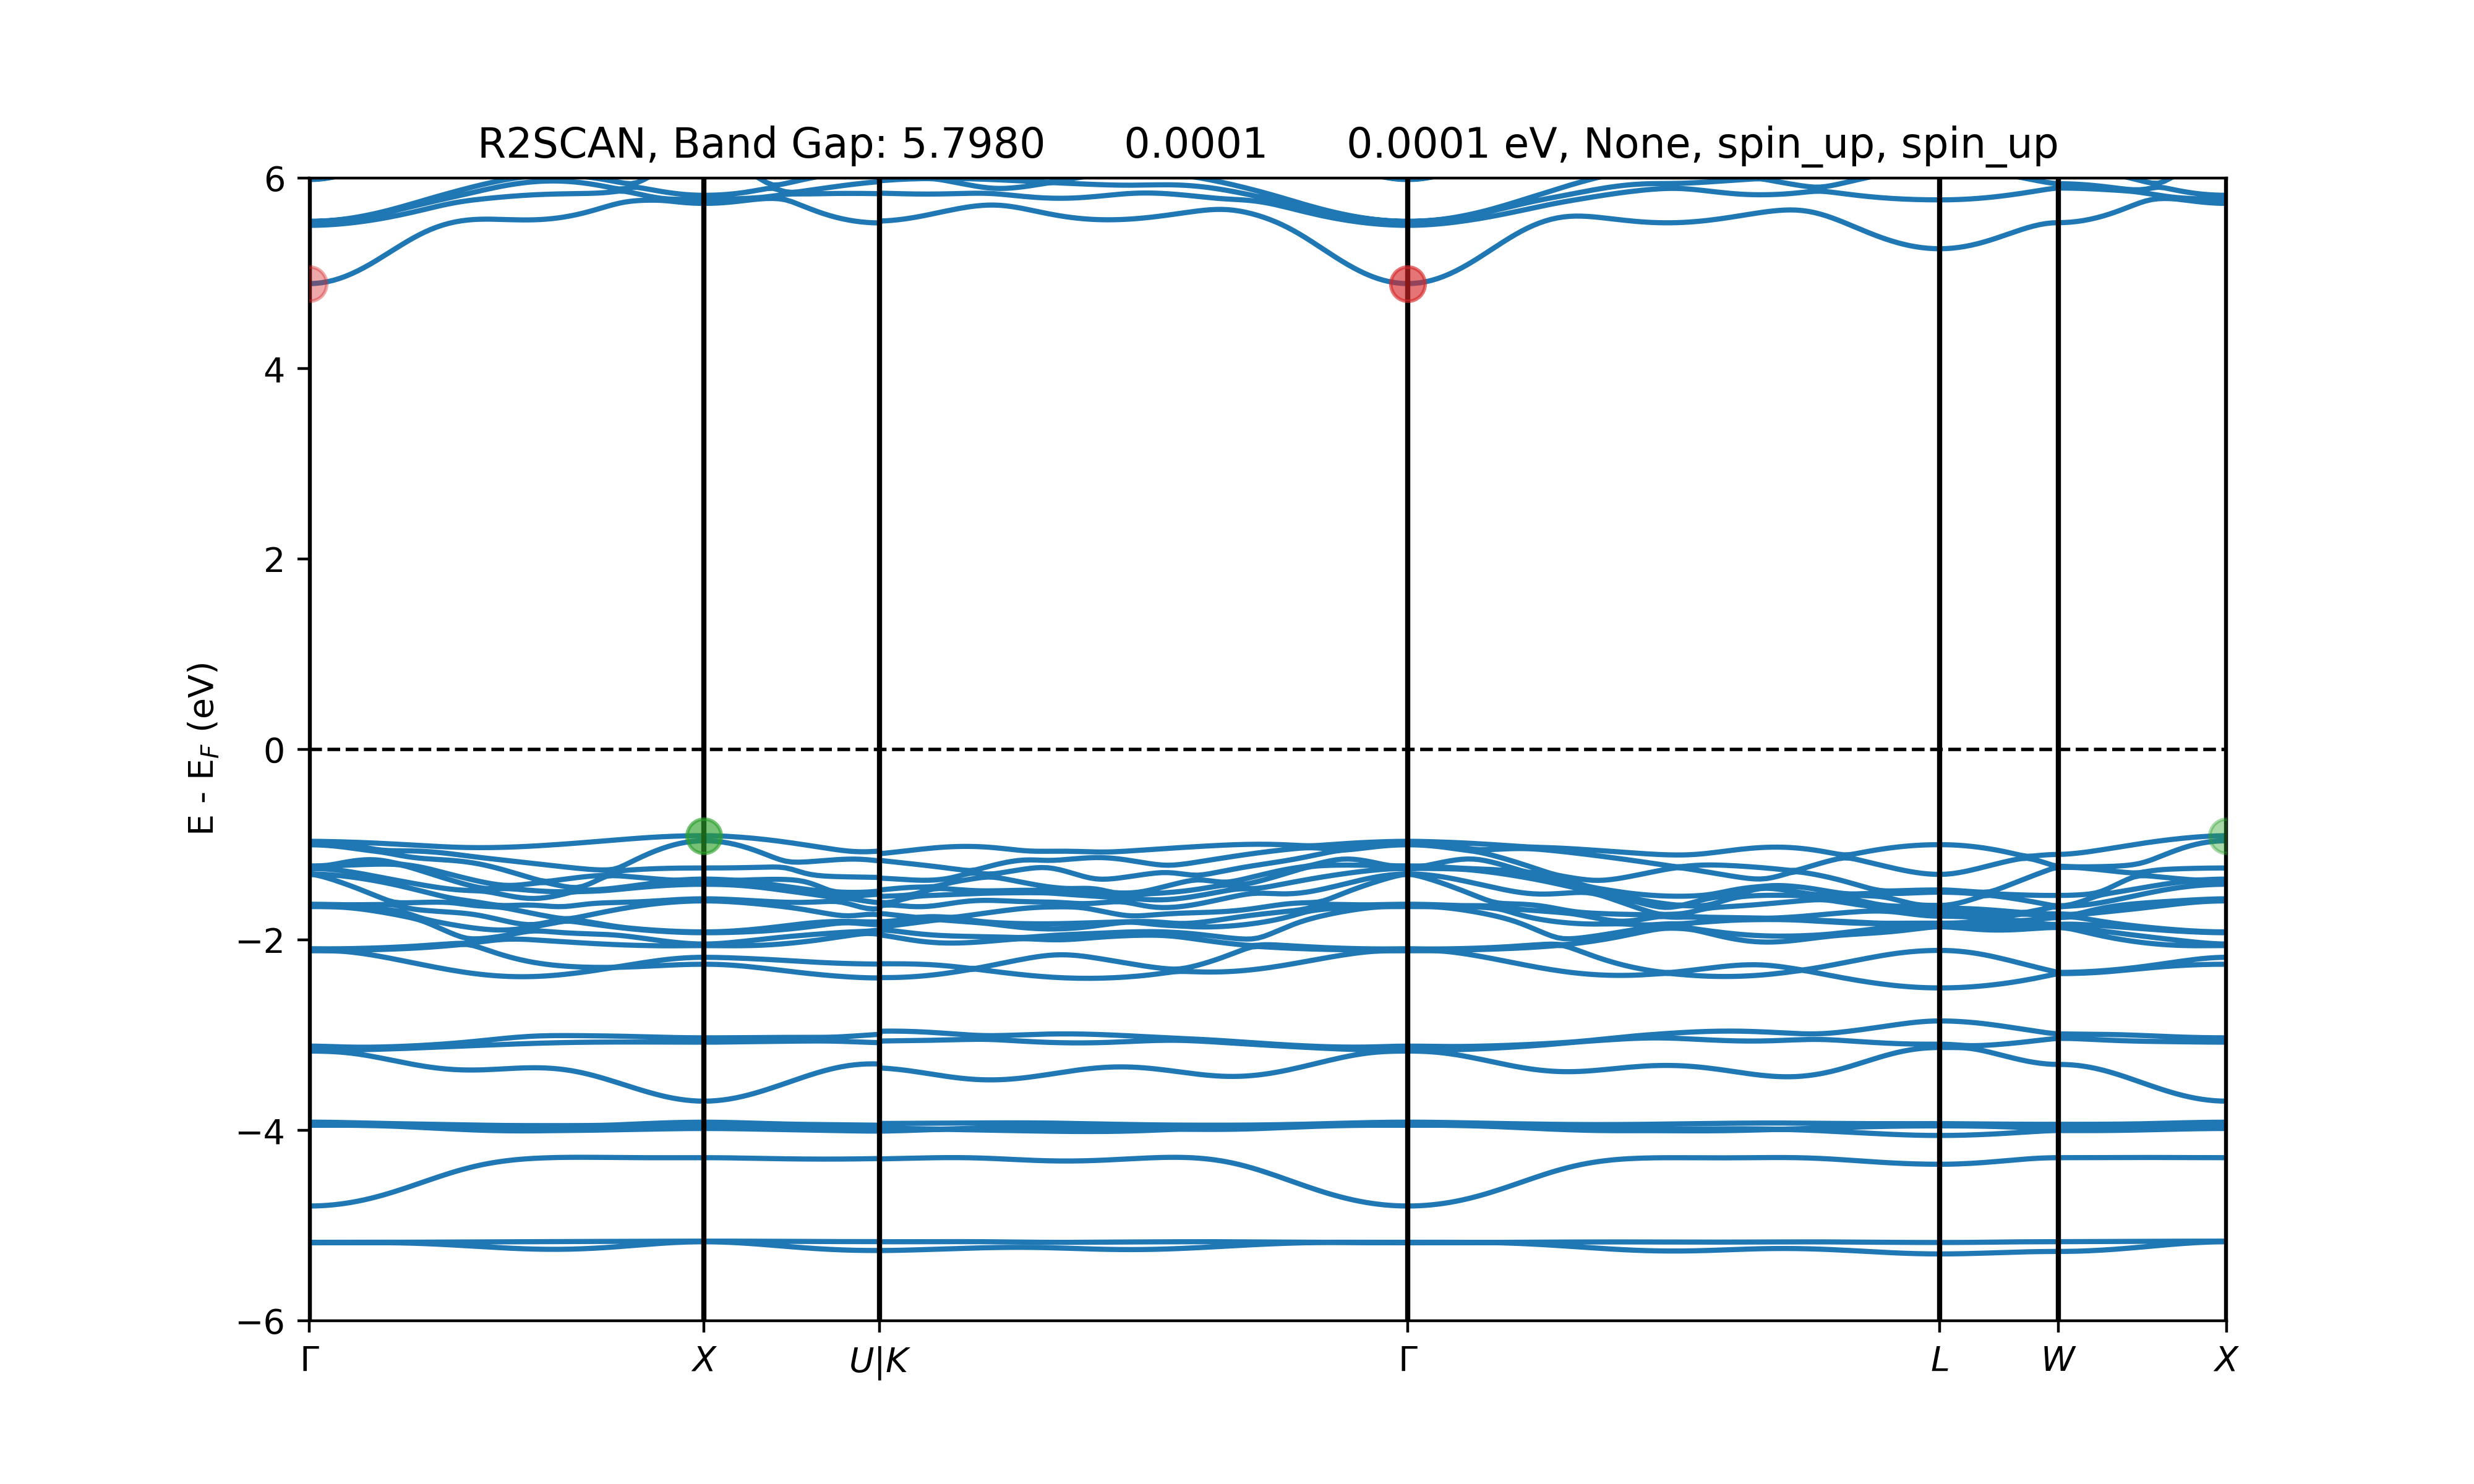 R2SCAN, Band Gap: 5.7980 0.0001 0.0001 eV, None, spin_up, spin_up
E - E_F (eV)
6
4
2
0
−2
−4
−6
Γ X U|K Γ L W X